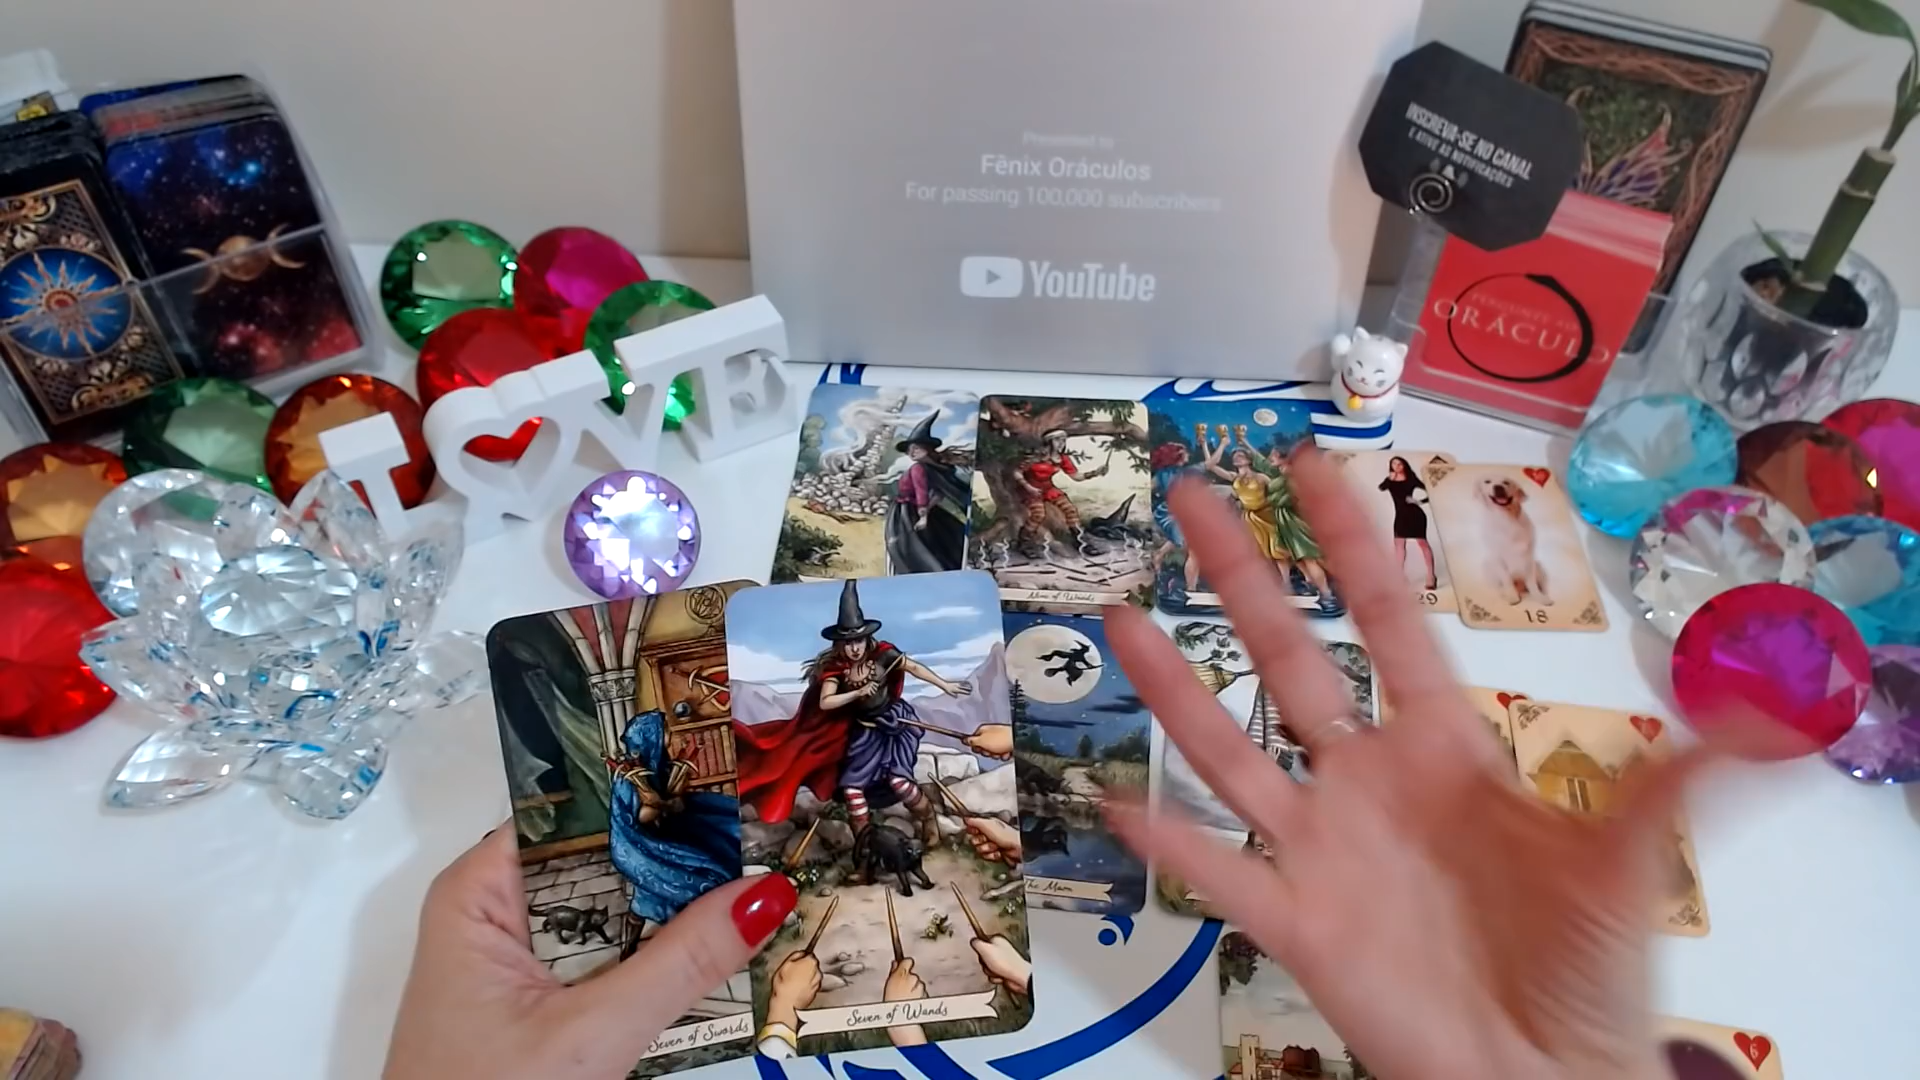 Presented to
Fênix Oráculos
For passing 100,000 subscribers
YouTube
INSCREVA-SE NO CANAL
E ATIVE AS NOTIFICAÇÕES
ORÁCULO
LOVE
Nine of Wands
29
18
The Moon
Seven of Swords
Seven of Wands
6